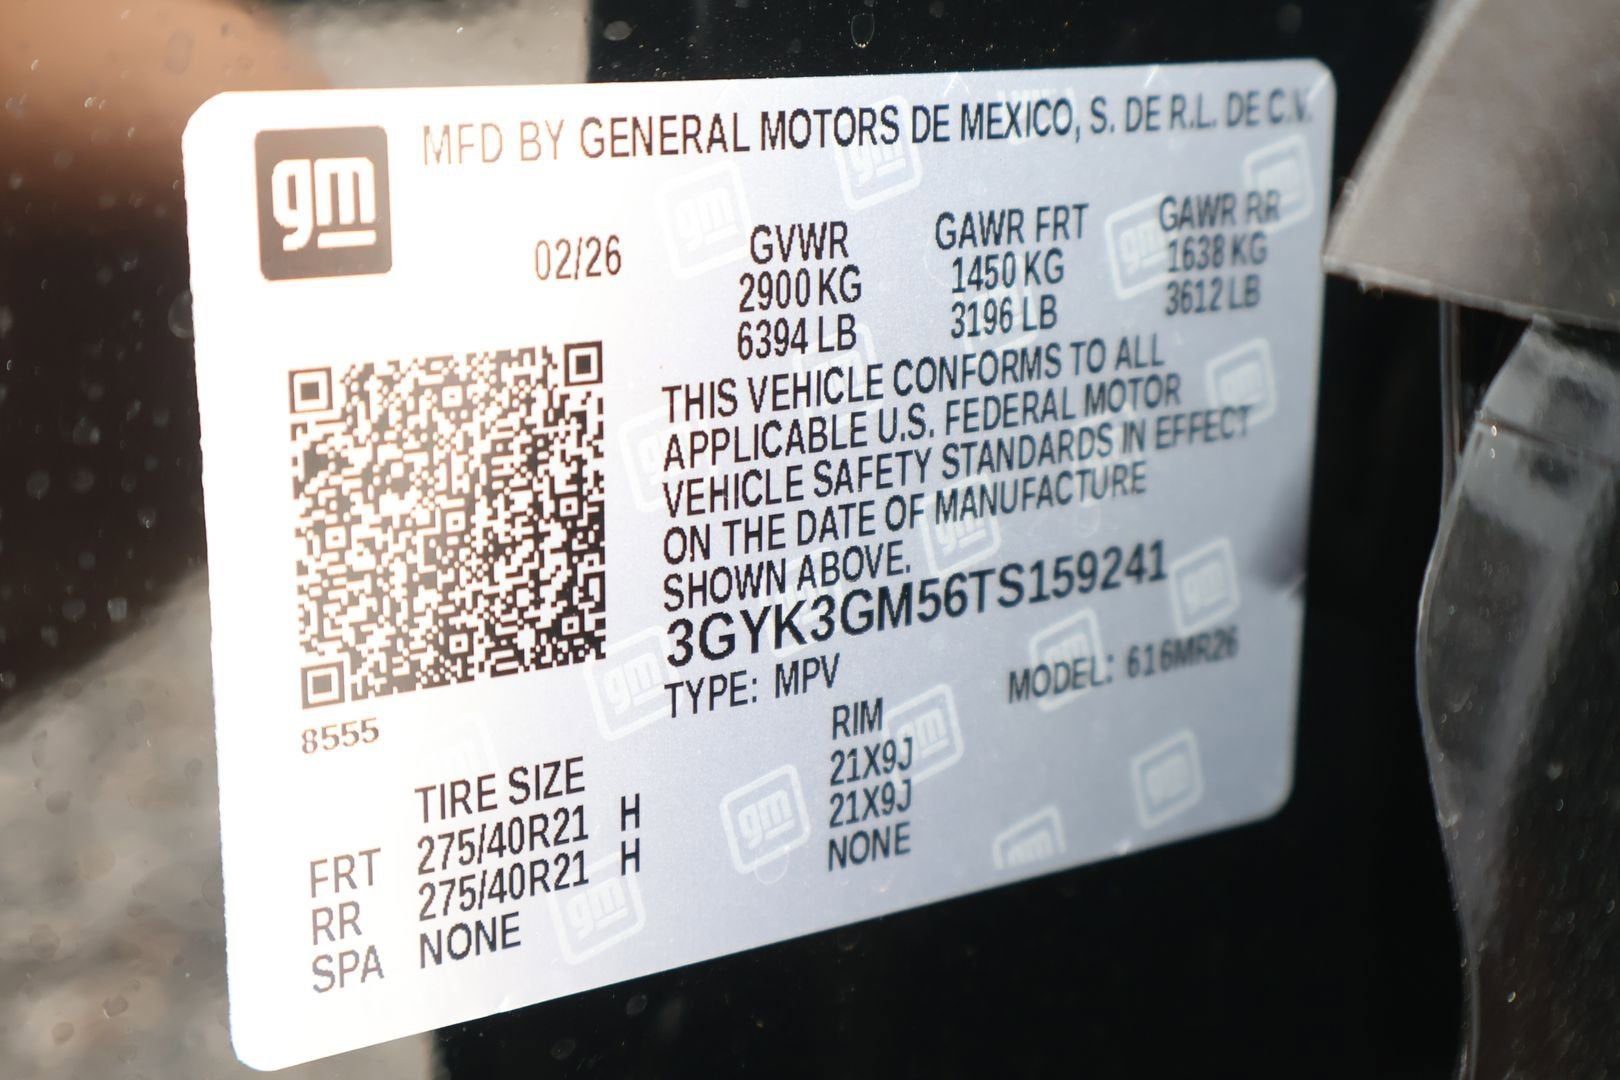 gm
MFD BY GENERAL MOTORS DE MEXICO, S. DE R.L. DE C.V.
02/26
GVWR GAWR FRT GAWR RR
2900 KG 1450 KG 1638 KG
6394 LB 3196 LB 3612 LB
THIS VEHICLE CONFORMS TO ALL
APPLICABLE U.S. FEDERAL MOTOR
VEHICLE SAFETY STANDARDS IN EFFECT
ON THE DATE OF MANUFACTURE
SHOWN ABOVE.
3GYK3GM56TS159241
TYPE: MPV MODEL: 616MR26
8555
TIRE SIZE RIM
FRT 275/40R21 H 21X9J
RR 275/40R21 H 21X9J
SPA NONE NONE